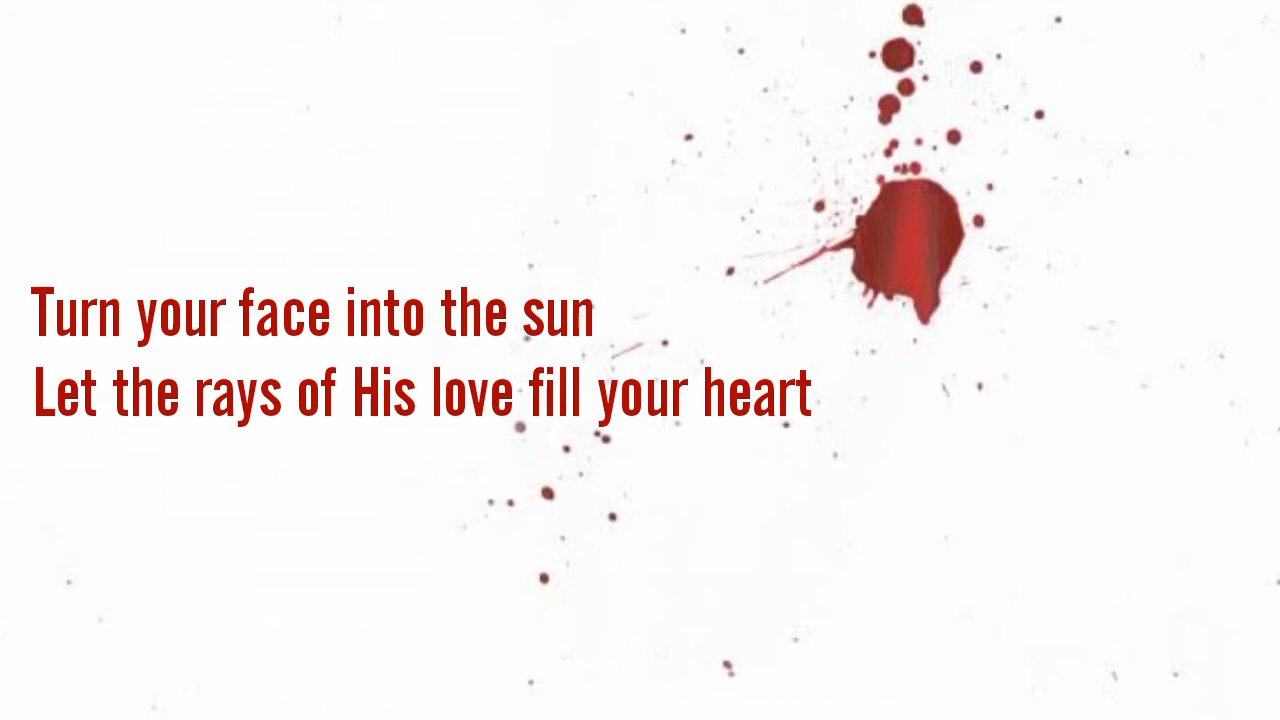 Turn your face into the sun
Let the rays of His love fill your heart